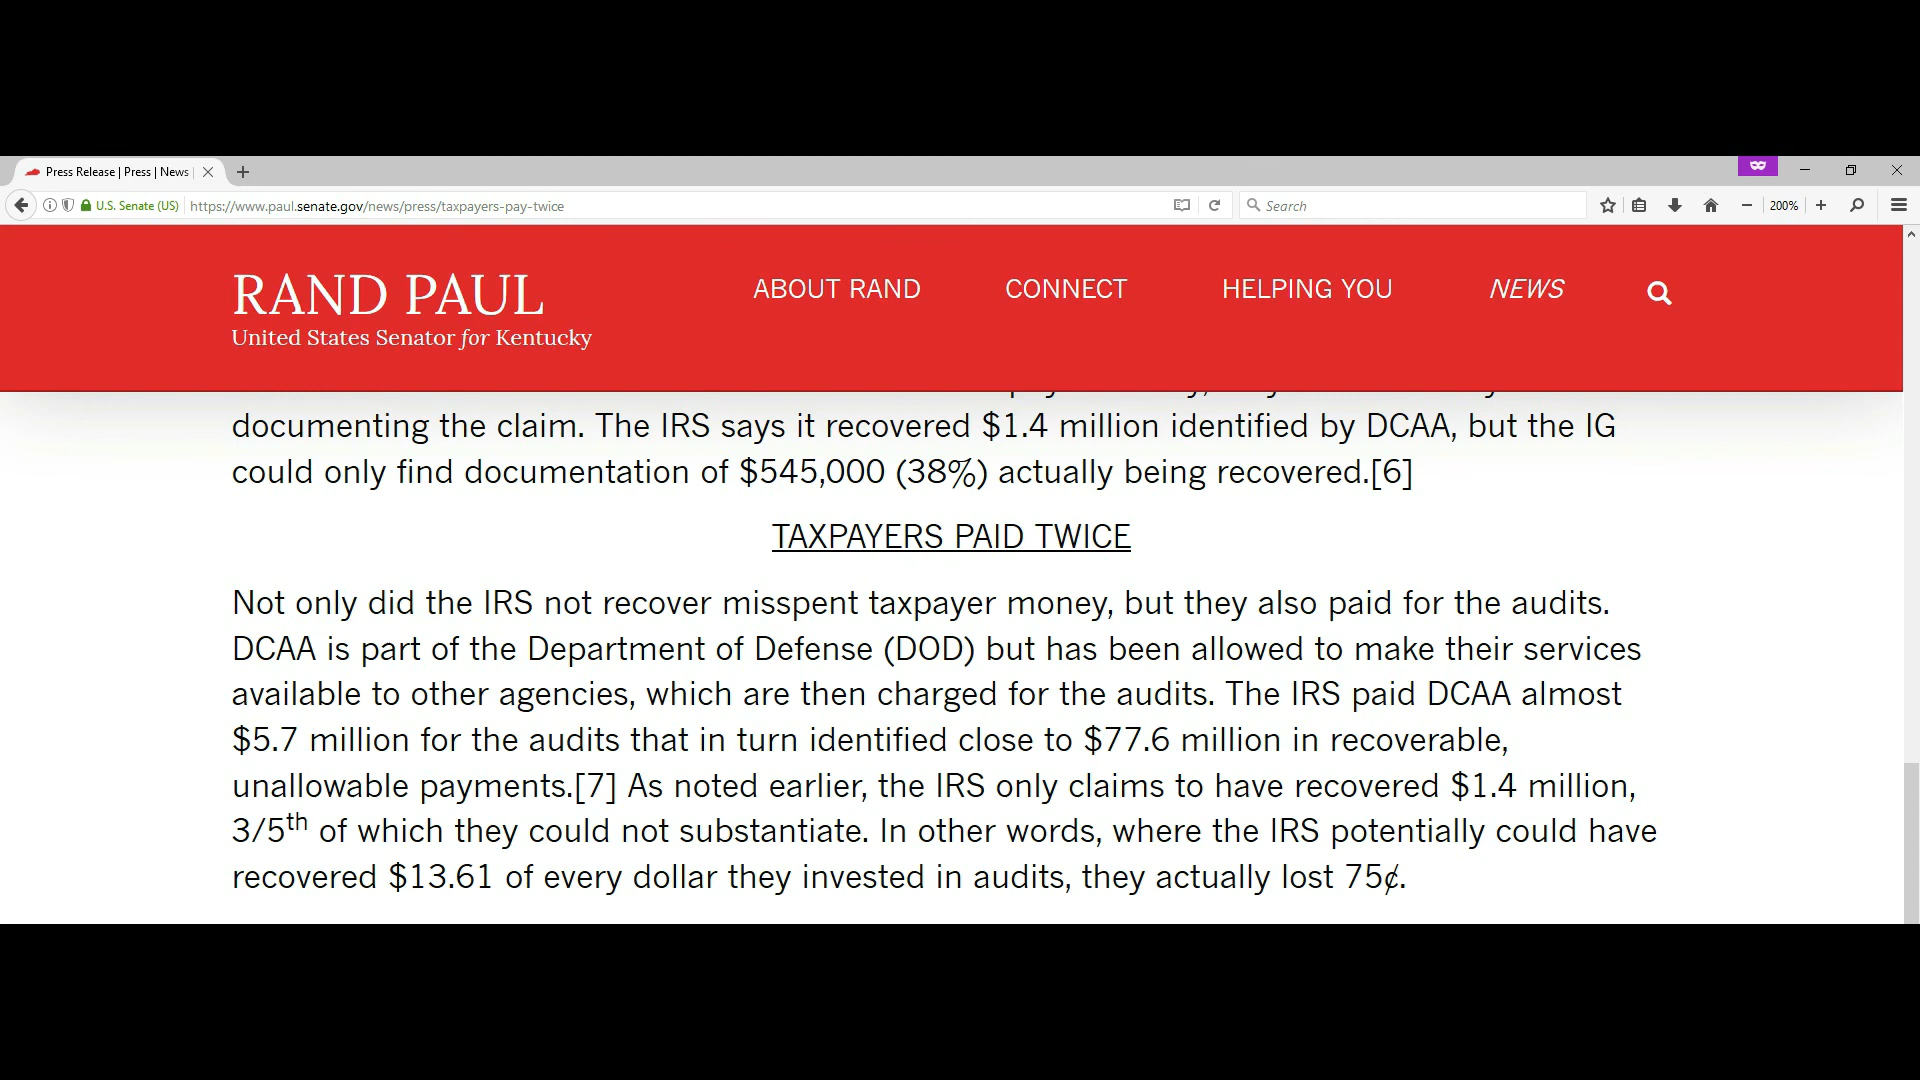 Press Release | Press | News
U.S. Senate (US)
https://www.paul.senate.gov/news/press/taxpayers-pay-twice
Search
200%
RAND PAUL
United States Senator for Kentucky
ABOUT RAND
CONNECT
HELPING YOU
NEWS
documenting the claim. The IRS says it recovered $1.4 million identified by DCAA, but the IG
could only find documentation of $545,000 (38%) actually being recovered.[6]
TAXPAYERS PAID TWICE
Not only did the IRS not recover misspent taxpayer money, but they also paid for the audits.
DCAA is part of the Department of Defense (DOD) but has been allowed to make their services
available to other agencies, which are then charged for the audits. The IRS paid DCAA almost
$5.7 million for the audits that in turn identified close to $77.6 million in recoverable,
unallowable payments.[7] As noted earlier, the IRS only claims to have recovered $1.4 million,
3/5th of which they could not substantiate. In other words, where the IRS potentially could have
recovered $13.61 of every dollar they invested in audits, they actually lost 75¢.